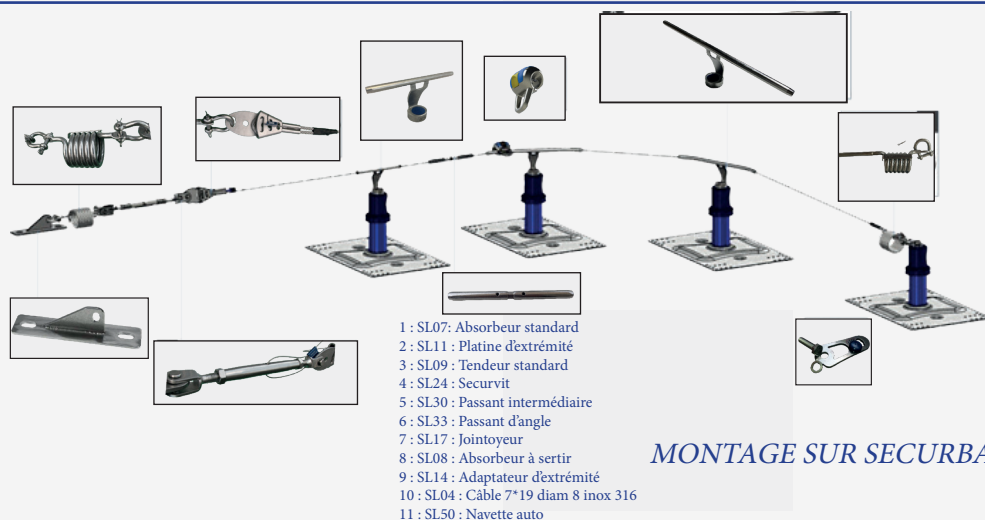 1 : SL07: Absorbeur standard
2 : SL11 : Platine d'extrémité
3 : SL09 : Tendeur standard
4 : SL24 : Securvit
5 : SL30 : Passant intermédiaire
6 : SL33 : Passant d'angle
7 : SL17 : Jointoyeur
8 : SL08 : Absorbeur à sertir
9 : SL14 : Adaptateur d'extrémité
10 : SL04 : Câble 7*19 diam 8 inox 316
11 : SL50 : Navette auto
MONTAGE SUR SECURBA